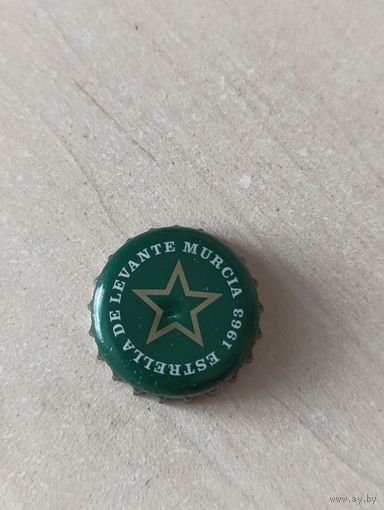 ESTRELLA DE LEVANTE MURCIA 1963
www.ay.by